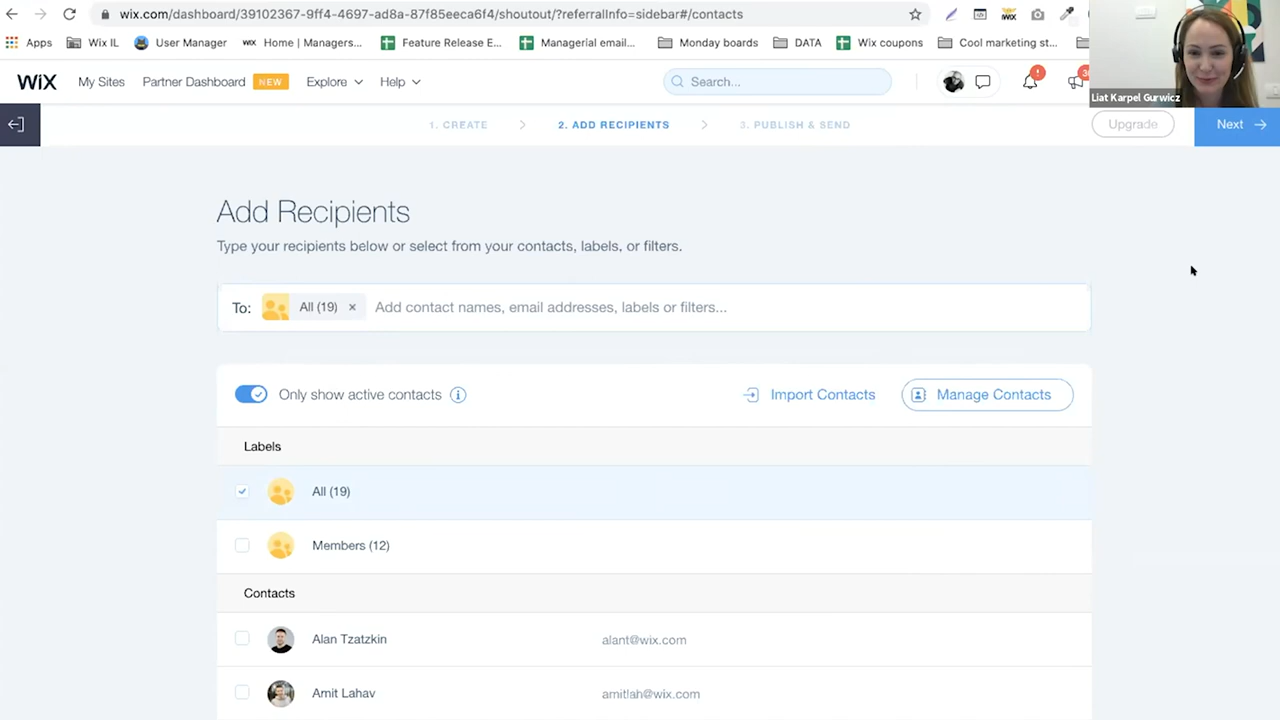 wix.com/dashboard/39102367-9ff4-4697-ad8a-87f85eeca6f4/shoutout/?referralInfo=sidebar#/contacts
Apps Wix IL User Manager WiX Home | Managers... Feature Release E... Managerial email... Monday boards DATA Wix coupons Cool marketing st...
WiX My Sites Partner Dashboard NEW Explore Help Search...
Liat Karpel Gurwicz
1. CREATE 2. ADD RECIPIENTS 3. PUBLISH & SEND Upgrade Next
Add Recipients
Type your recipients below or select from your contacts, labels, or filters.
To: All (19) × Add contact names, email addresses, labels or filters...
Only show active contacts Import Contacts Manage Contacts
Labels
All (19)
Members (12)
Contacts
Alan Tzatzkin alant@wix.com
Amit Lahav amitlah@wix.com